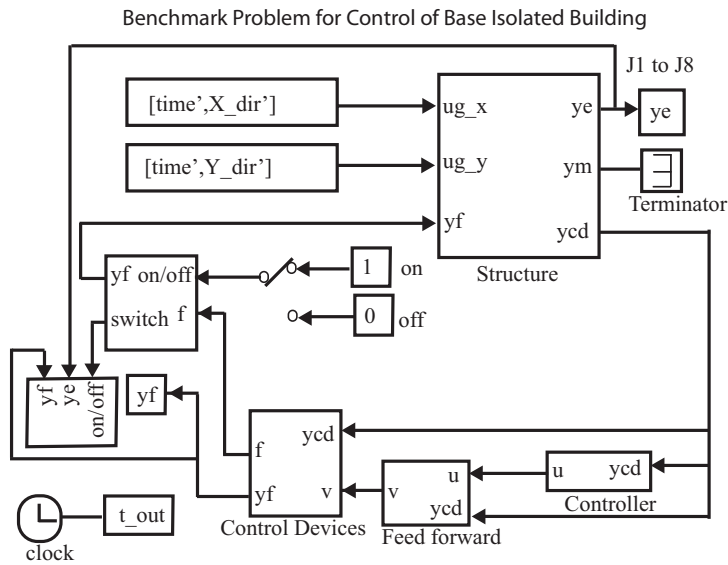 Benchmark Problem for Control of Base Isolated Building
J1 to J8
[time',X_dir']
ug_x
ye
ye
[time',Y_dir']
ug_y
ym
Terminator
yf
ycd
Structure
yf on/off
1
on
switch f
0
off
yf
ye
on/off
yf
ycd
f
yf
v
Control Devices
v
u
ycd
Feed forward
u
ycd
Controller
t_out
clock